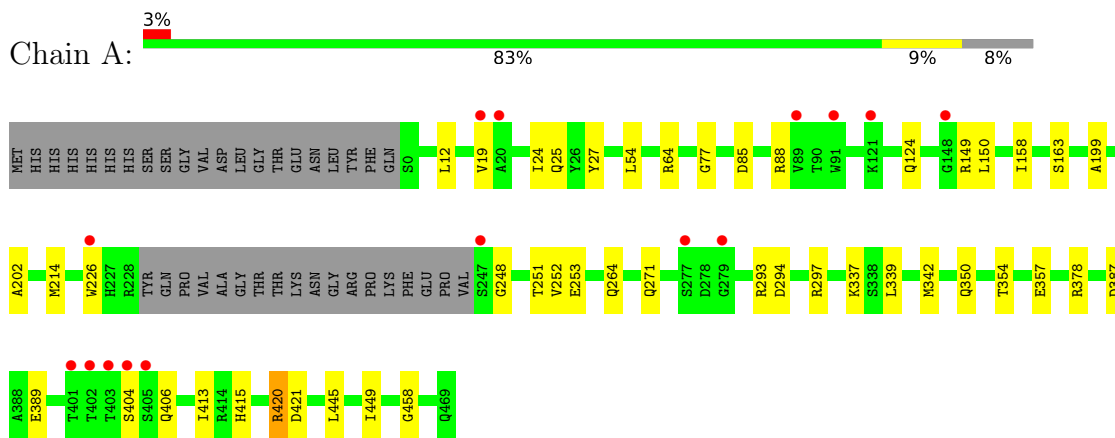 3%
Chain A:
83% 9% 8%
MET HIS HIS HIS HIS HIS HIS SER SER GLY VAL ASP LEU GLY THR GLU ASN LEU TYR PHE GLN S0 L12 V19 A20 I24 Q25 Y26 Y27 L54 R64 G77 D85 R88 V89 T90 W91 K121 Q124 G148 R149 L150 I158 S163 A199
A202 M214 W226 H227 R228 TYR GLN PRO VAL ALA GLY THR THR LYS ASN GLY ARG PRO LYS PHE GLU PRO VAL S247 G248 T251 V252 E253 Q264 Q271 S277 D278 G279 R293 D294 R297 K337 S338 L339 M342 Q350 T354 E357 R378 D387
A388 E389 T401 T402 T403 S404 S405 Q406 I413 R414 H415 R420 D421 L445 I449 G458 Q469